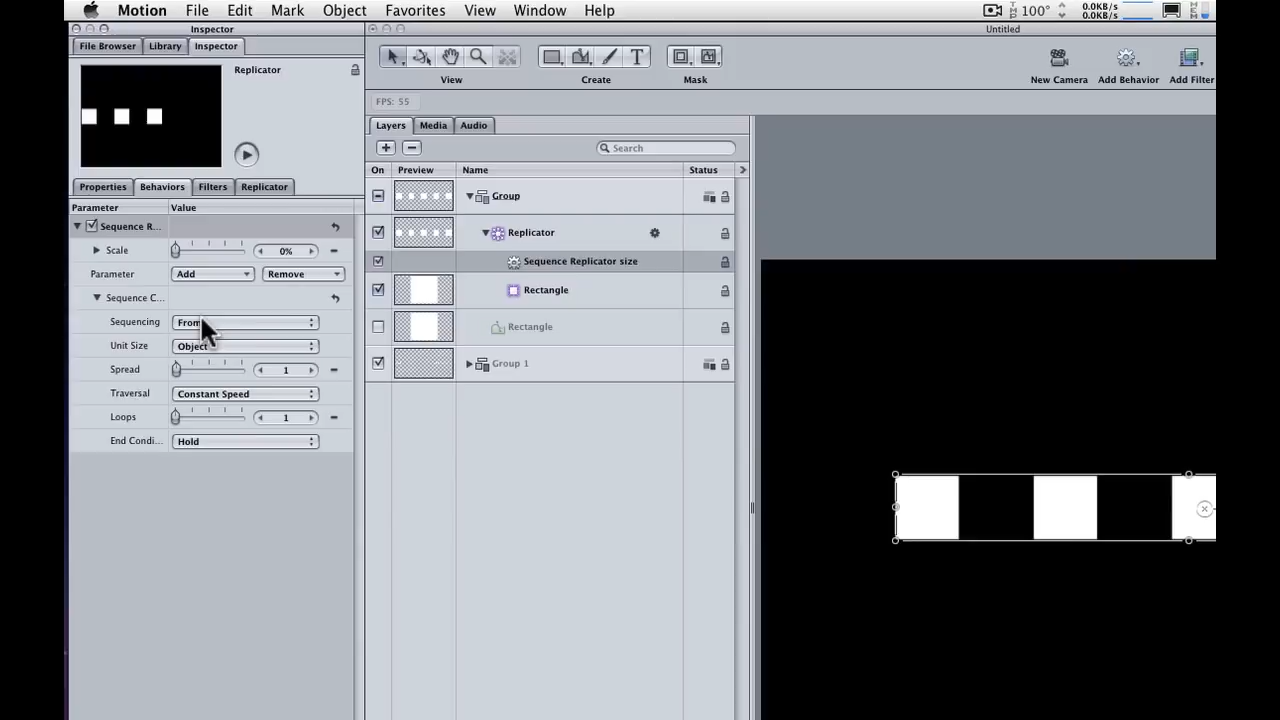 Motion File Edit Mark Object Favorites View Window Help 100° 0.0KB/s 0.0KB/s
Inspector Untitled
File Browser Library Inspector
Replicator
View Create Mask New Camera Add Behavior Add Filter
FPS: 55
Layers Media Audio
Search
On Preview Name Status
Properties Behaviors Filters Replicator
Group
Parameter Value
Sequence R... Replicator
Scale 0%
Sequence Replicator size
Parameter Add Remove
Rectangle
Sequence C...
Sequencing From
Rectangle
Unit Size Object
Group 1
Spread 1
Traversal Constant Speed
Loops 1
End Condi... Hold